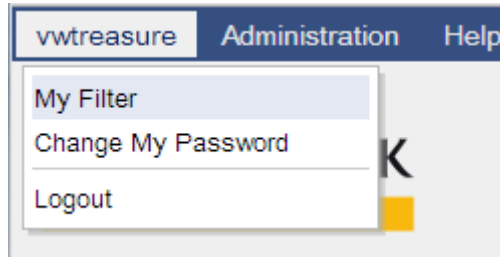 vwtreasure Administration Help
My Filter
Change My Password
K
Logout